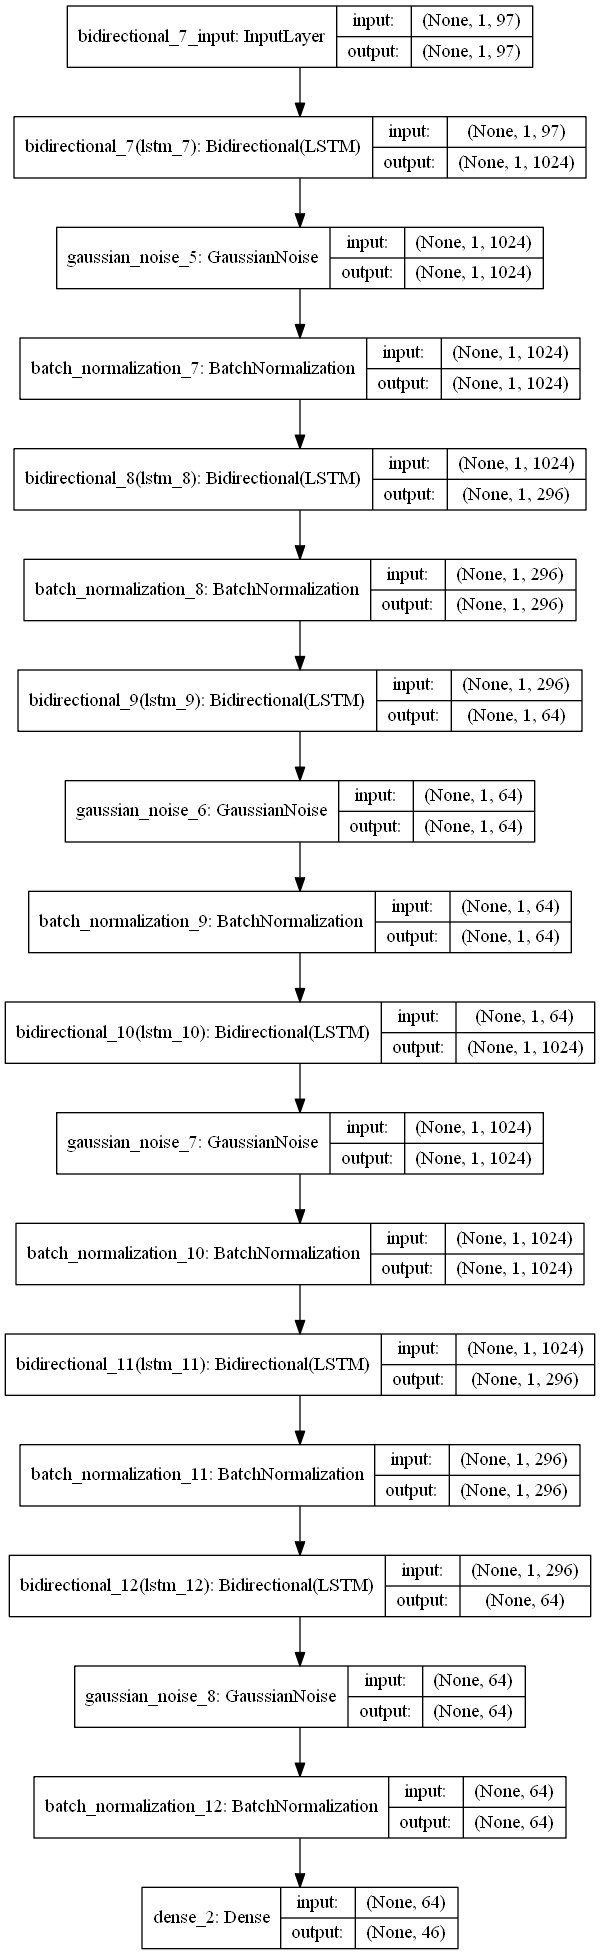 bidirectional_7_input: InputLayer
input: (None, 1, 97)
output: (None, 1, 97)
bidirectional_7(lstm_7): Bidirectional(LSTM)
input: (None, 1, 97)
output: (None, 1, 1024)
gaussian_noise_5: GaussianNoise
input: (None, 1, 1024)
output: (None, 1, 1024)
batch_normalization_7: BatchNormalization
input: (None, 1, 1024)
output: (None, 1, 1024)
bidirectional_8(lstm_8): Bidirectional(LSTM)
input: (None, 1, 1024)
output: (None, 1, 296)
batch_normalization_8: BatchNormalization
input: (None, 1, 296)
output: (None, 1, 296)
bidirectional_9(lstm_9): Bidirectional(LSTM)
input: (None, 1, 296)
output: (None, 1, 64)
gaussian_noise_6: GaussianNoise
input: (None, 1, 64)
output: (None, 1, 64)
batch_normalization_9: BatchNormalization
input: (None, 1, 64)
output: (None, 1, 64)
bidirectional_10(lstm_10): Bidirectional(LSTM)
input: (None, 1, 64)
output: (None, 1, 1024)
gaussian_noise_7: GaussianNoise
input: (None, 1, 1024)
output: (None, 1, 1024)
batch_normalization_10: BatchNormalization
input: (None, 1, 1024)
output: (None, 1, 1024)
bidirectional_11(lstm_11): Bidirectional(LSTM)
input: (None, 1, 1024)
output: (None, 1, 296)
batch_normalization_11: BatchNormalization
input: (None, 1, 296)
output: (None, 1, 296)
bidirectional_12(lstm_12): Bidirectional(LSTM)
input: (None, 1, 296)
output: (None, 64)
gaussian_noise_8: GaussianNoise
input: (None, 64)
output: (None, 64)
batch_normalization_12: BatchNormalization
input: (None, 64)
output: (None, 64)
dense_2: Dense
input: (None, 64)
output: (None, 46)